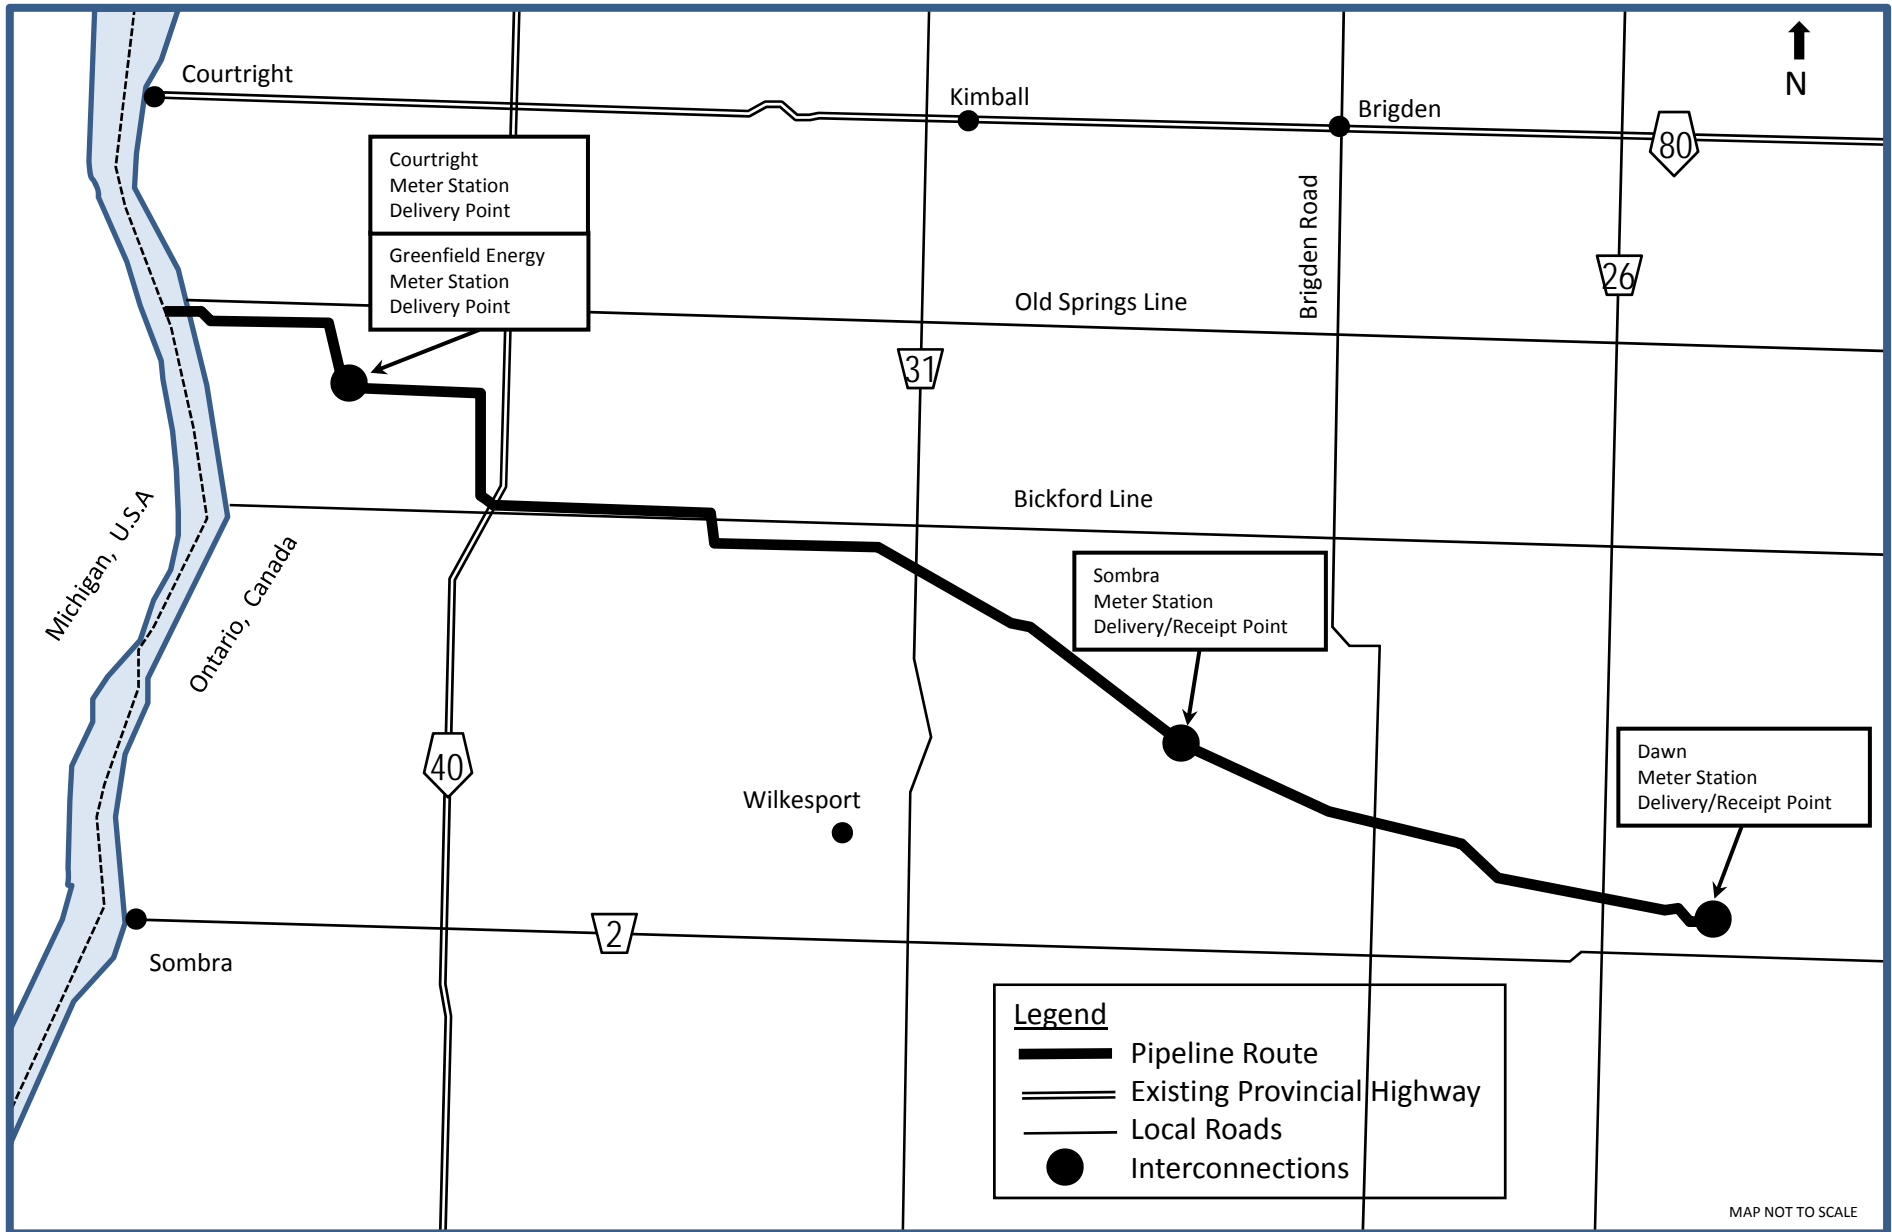 Courtright
Kimball
Brigden
N
80
Courtright
Meter Station
Delivery Point
Greenfield Energy
Meter Station
Delivery Point
Brigden Road
26
Old Springs Line
31
Bickford Line
Michigan, U.S.A
Ontario, Canada
Sombra
Meter Station
Delivery/Receipt Point
40
Wilkesport
Dawn
Meter Station
Delivery/Receipt Point
2
Sombra
Legend
Pipeline Route
Existing Provincial Highway
Local Roads
Interconnections
MAP NOT TO SCALE